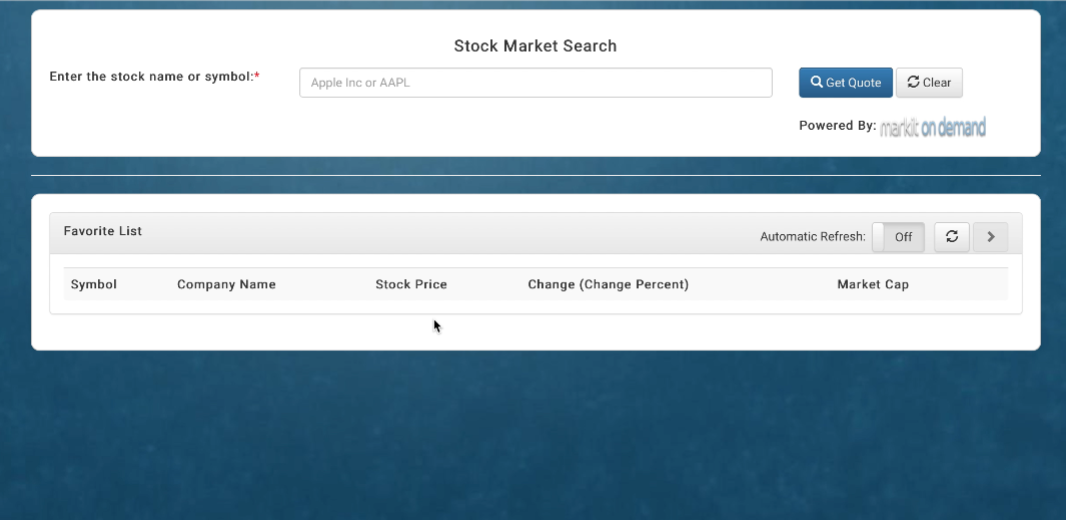 Stock Market Search
Enter the stock name or symbol:*
Apple Inc or AAPL
Get Quote
Clear
Powered By: markit on demand
Favorite List
Automatic Refresh:
Off
Symbol Company Name Stock Price Change (Change Percent) Market Cap